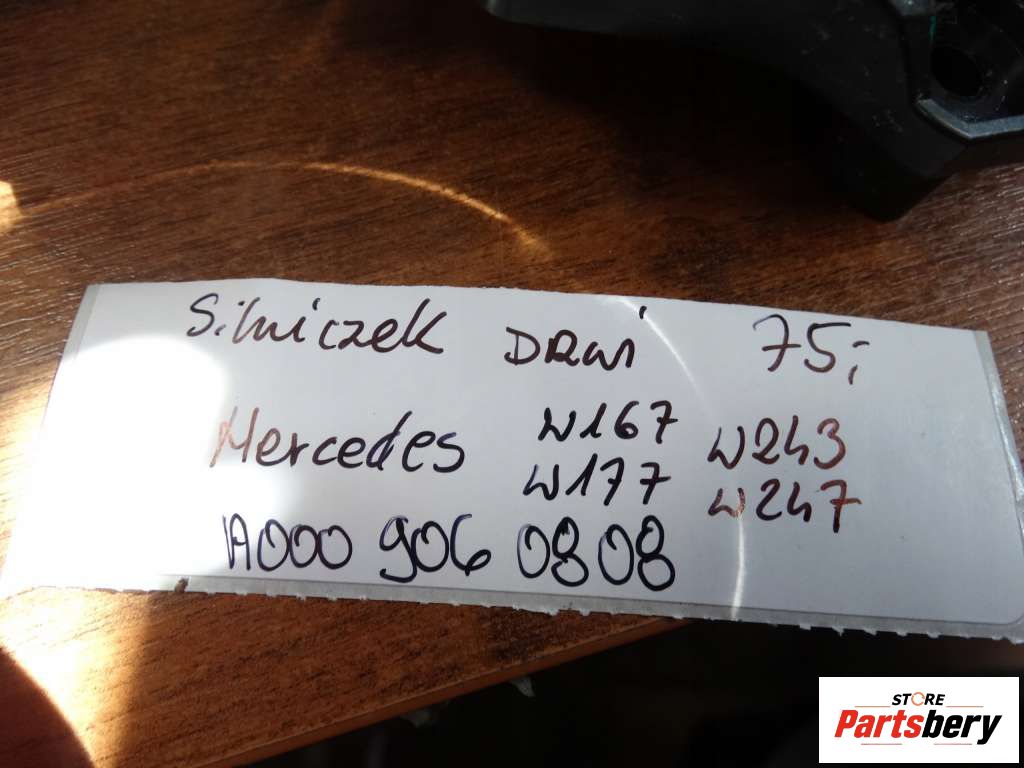 Silniczek DRWI 75,-
Mercedes W167 W243
W177 W247
A000 906 0808
STORE
Partsbery